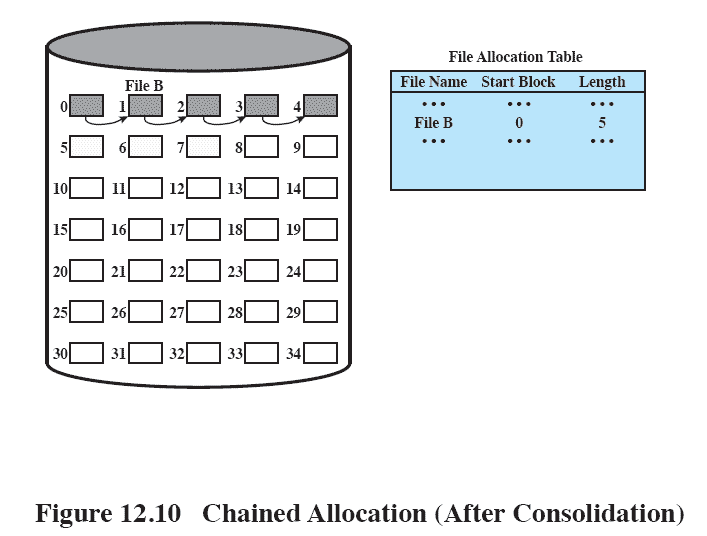 File Allocation Table
File Name Start Block Length
••• ••• •••
File B 0 5
••• ••• •••
File B
0 1 2 3 4
5 6 7 8 9
10 11 12 13 14
15 16 17 18 19
20 21 22 23 24
25 26 27 28 29
30 31 32 33 34
Figure 12.10 Chained Allocation (After Consolidation)